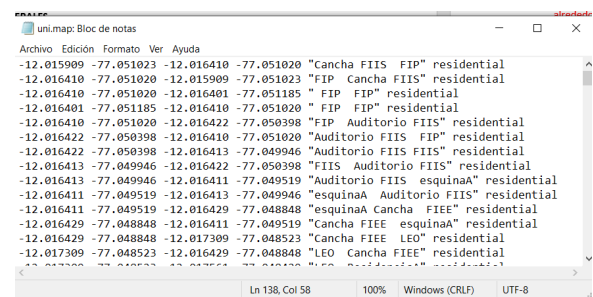 alrededo
uni.map: Bloc de notas
Archivo Edición Formato Ver Ayuda
-12.015909 -77.051023 -12.016410 -77.051020 "Cancha FIIS  FIP" residential
-12.016410 -77.051020 -12.015909 -77.051023 "FIP  Cancha FIIS" residential
-12.016410 -77.051020 -12.016401 -77.051185 " FIP  FIP" residential
-12.016401 -77.051185 -12.016410 -77.051020 " FIP  FIP" residential
-12.016410 -77.051020 -12.016422 -77.050398 "FIP  Auditorio FIIS" residential
-12.016422 -77.050398 -12.016410 -77.051020 "Auditorio FIIS  FIP" residential
-12.016422 -77.050398 -12.016413 -77.049946 "Auditorio FIIS FIIS" residential
-12.016413 -77.049946 -12.016422 -77.050398 "FIIS  Auditorio FIIS" residential
-12.016413 -77.049946 -12.016411 -77.049519 "Auditorio FIIS  esquinaA" residential
-12.016411 -77.049519 -12.016413 -77.049946 "esquinaA  Auditorio FIIS" residential
-12.016411 -77.049519 -12.016429 -77.048848 "esquinaA Cancha  FIEE" residential
-12.016429 -77.048848 -12.016411 -77.049519 "Cancha FIEE  esquinaA" residential
-12.016429 -77.048848 -12.017309 -77.048523 "Cancha FIEE  LEO" residential
-12.017309 -77.048523 -12.016429 -77.048848 "LEO  Cancha FIEE" residential
Ln 138, Col 58 100% Windows (CRLF) UTF-8